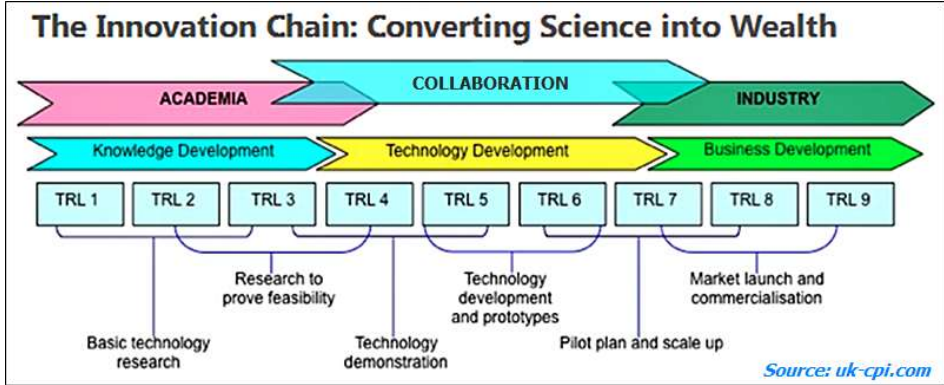 The Innovation Chain: Converting Science into Wealth
COLLABORATION
ACADEMIA
INDUSTRY
Knowledge Development
Technology Development
Business Development
TRL 1
TRL 2
TRL 3
TRL 4
TRL 5
TRL 6
TRL 7
TRL 8
TRL 9
Research to
prove feasibility
Technology
development
and prototypes
Market launch and
commercialisation
Basic technology
research
Technology
demonstration
Pilot plan and scale up
Source: uk-cpi.com